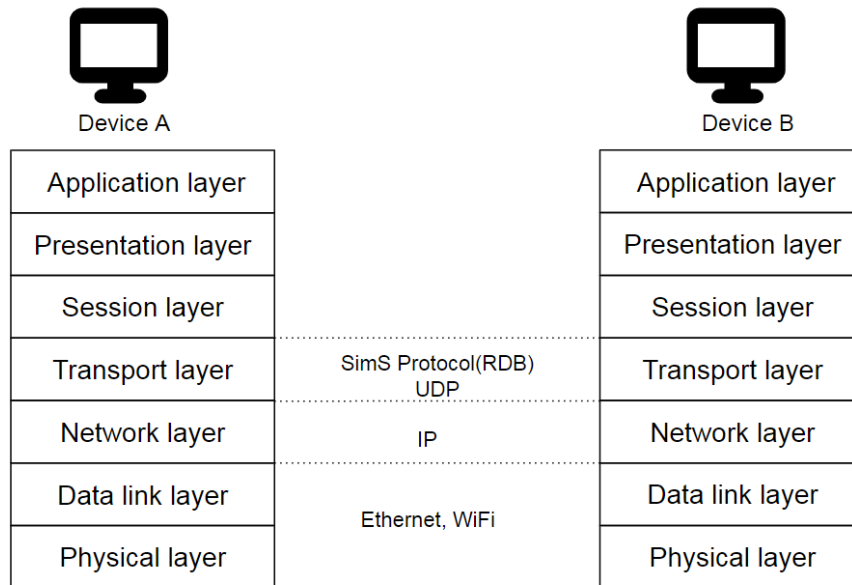 Device A
Device B
Application layer
Application layer
Presentation layer
Presentation layer
Session layer
Session layer
Transport layer
SimS Protocol(RDB)
UDP
Transport layer
Network layer
IP
Network layer
Data link layer
Data link layer
Ethernet, WiFi
Physical layer
Physical layer